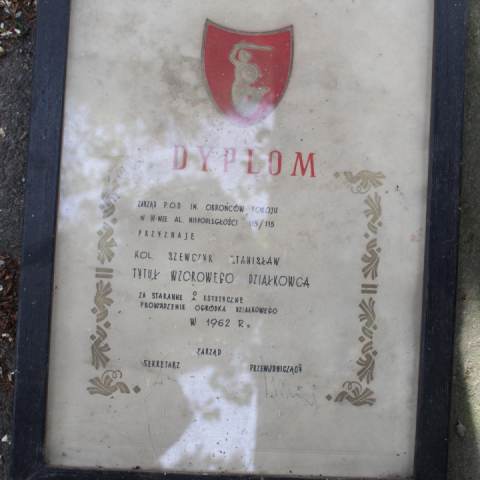 DYPLOM
ZARZĄD P.O.D. IM. OBROŃCÓW POKOJU
W W-WIE AL. NIEPODLEGŁOŚCI /115
PRZYZNAJE
KOL. SZEWCZYK STANISŁAW
TYTUŁ WZOROWEGO DZIAŁKOWCA
ZA STARANNE I ESTETYCZNE
PROWADZENIE OGRÓDKA DZIAŁKOWEGO
W 1962 R.
ZARZĄD
SEKRETARZ PRZEWODNICZĄCY